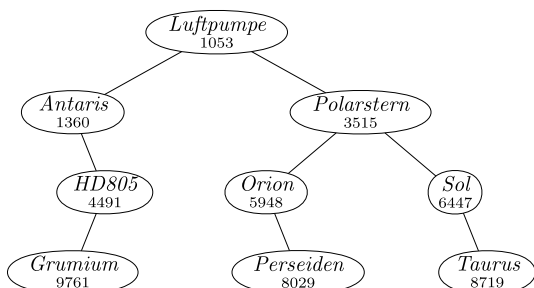 Luftpumpe
1053
Antaris
1360
Polarstern
3515
HD805
4491
Orion
5948
Sol
6447
Grumium
9761
Perseiden
8029
Taurus
8719